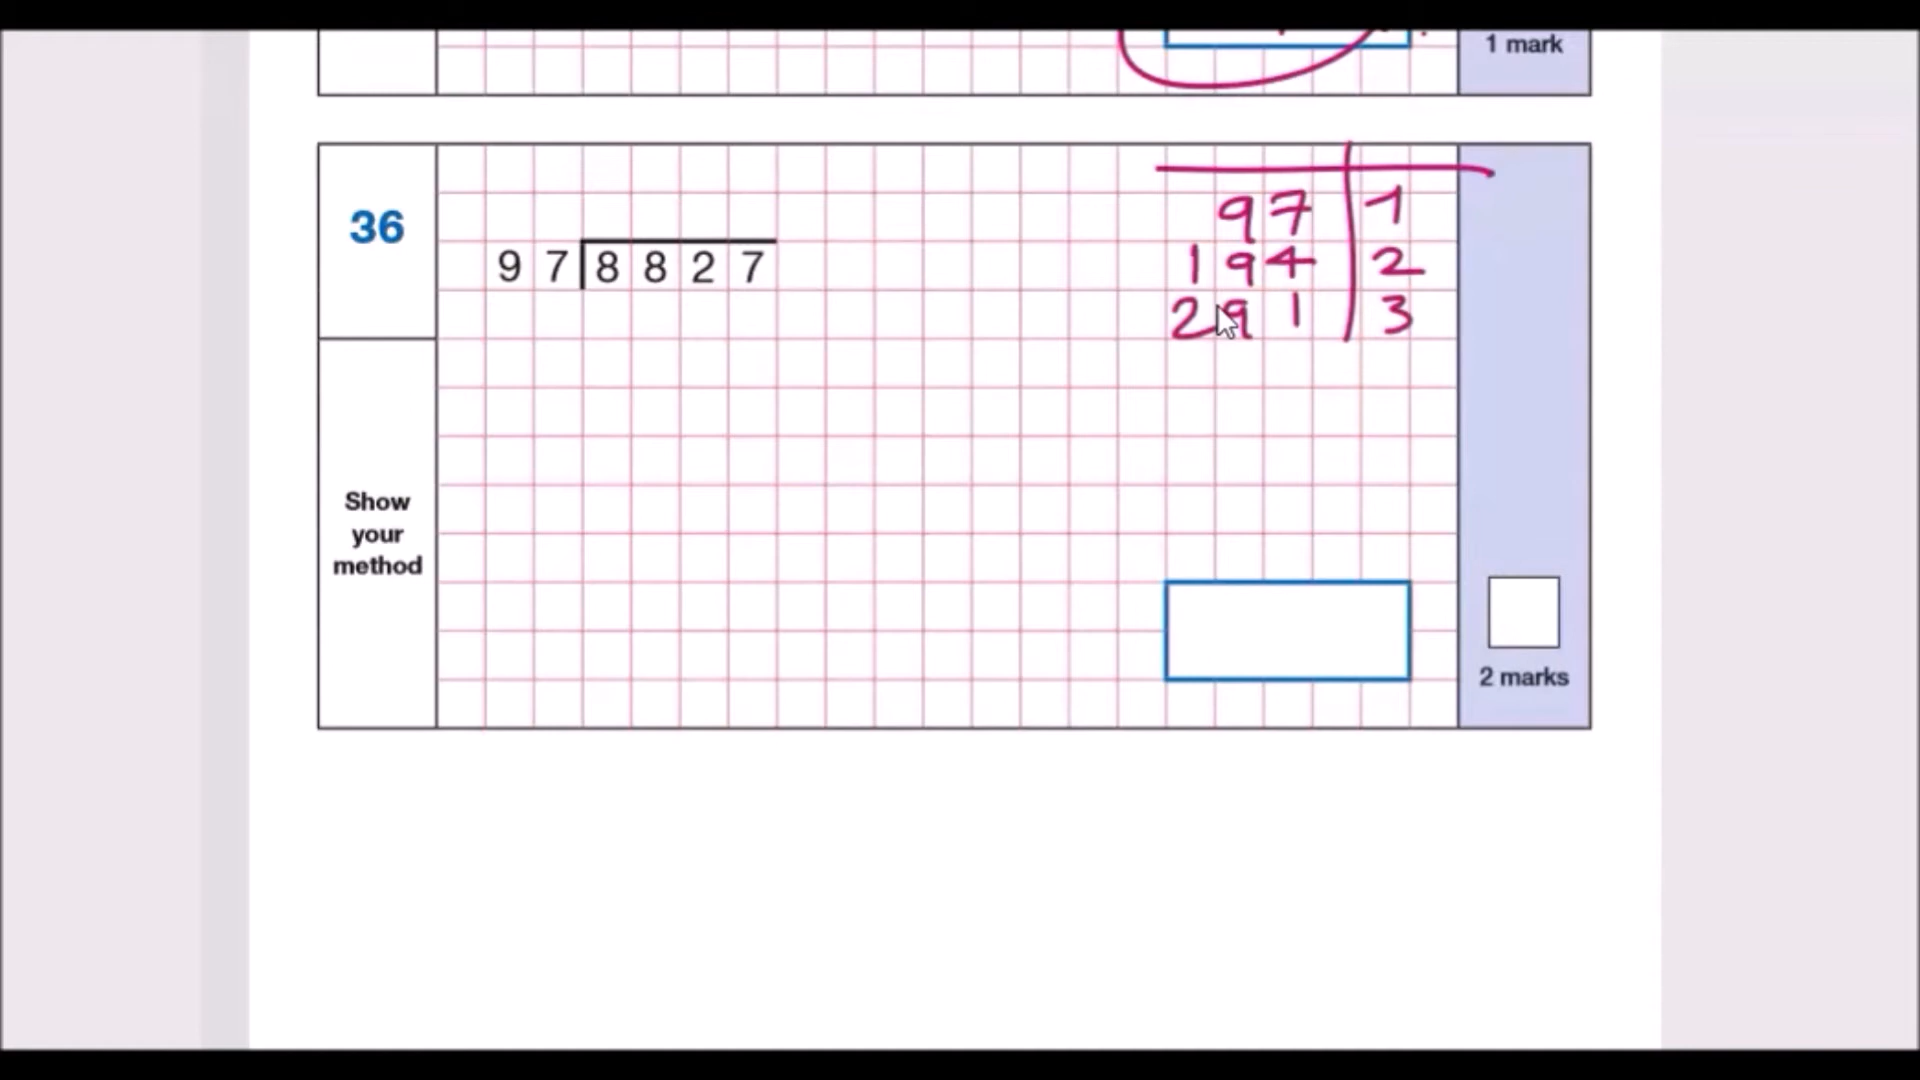 1 mark
36
9 7 8 8 2 7
97 1
194 2
291 3
Show
your
method
2 marks